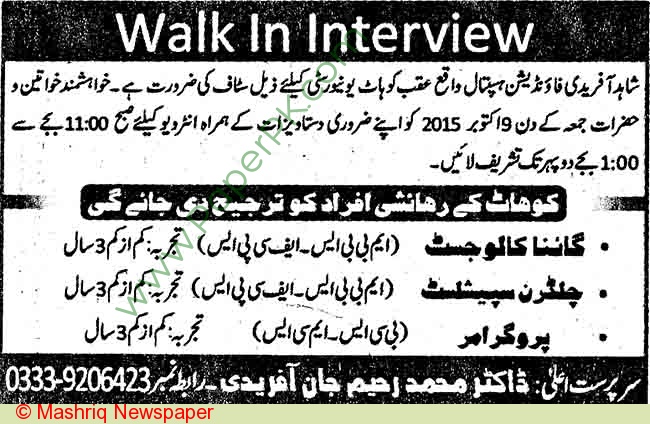 Walk In Interview
شاہد آفریدی فاؤنڈیشن ہسپتال واقع عقب کوہاٹ یونیورسٹی کیلئے ذیل سٹاف کی ضرورت ہے۔ خواہشمند خواتین و
حضرات جمعہ کے دن 9 اکتوبر 2015 کو اپنے ضروری دستاویزات کے ہمراہ انٹرویو کیلئے صبح 11:00 بجے سے
1:00 بجے دوپہر تک تشریف لائیں۔
کوھاٹ کے رھائشی افراد کو ترجیح دی جائے گی
• گائنا کالوجسٹ (ایم بی بی ایس۔ ایف سی پی ایس) تجربہ: کم از کم 3 سال
• چلڈرن سپیشلسٹ (ایم بی بی ایس۔ ایف سی پی ایس) تجربہ: کم از کم 3 سال
• پروگرامر (بی سی ایس۔ ایم سی ایس) تجربہ: کم از کم 3 سال
سرپرست اعلیٰ: ڈاکٹر محمد رحیم جان آفریدی۔ رابطہ نمبر 0333-9206423
www.paperpk.com
© Mashriq Newspaper